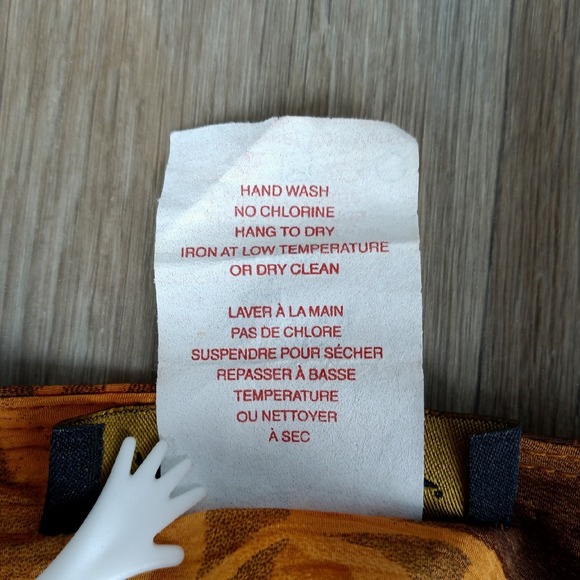 HAND WASH
NO CHLORINE
HANG TO DRY
IRON AT LOW TEMPERATURE
OR DRY CLEAN
LAVER À LA MAIN
PAS DE CHLORE
SUSPENDRE POUR SÉCHER
REPASSER À BASSE
TEMPERATURE
OU NETTOYER
À SEC